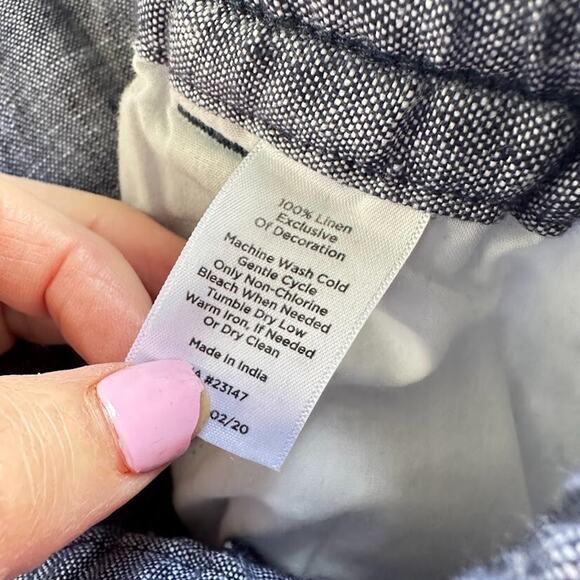 100% Linen
Exclusive
Of Decoration
Machine Wash Cold
Gentle Cycle
Only Non-Chlorine
Bleach When Needed
Tumble Dry Low
Warm Iron, If Needed
Or Dry Clean
Made in India
#23147
02/20